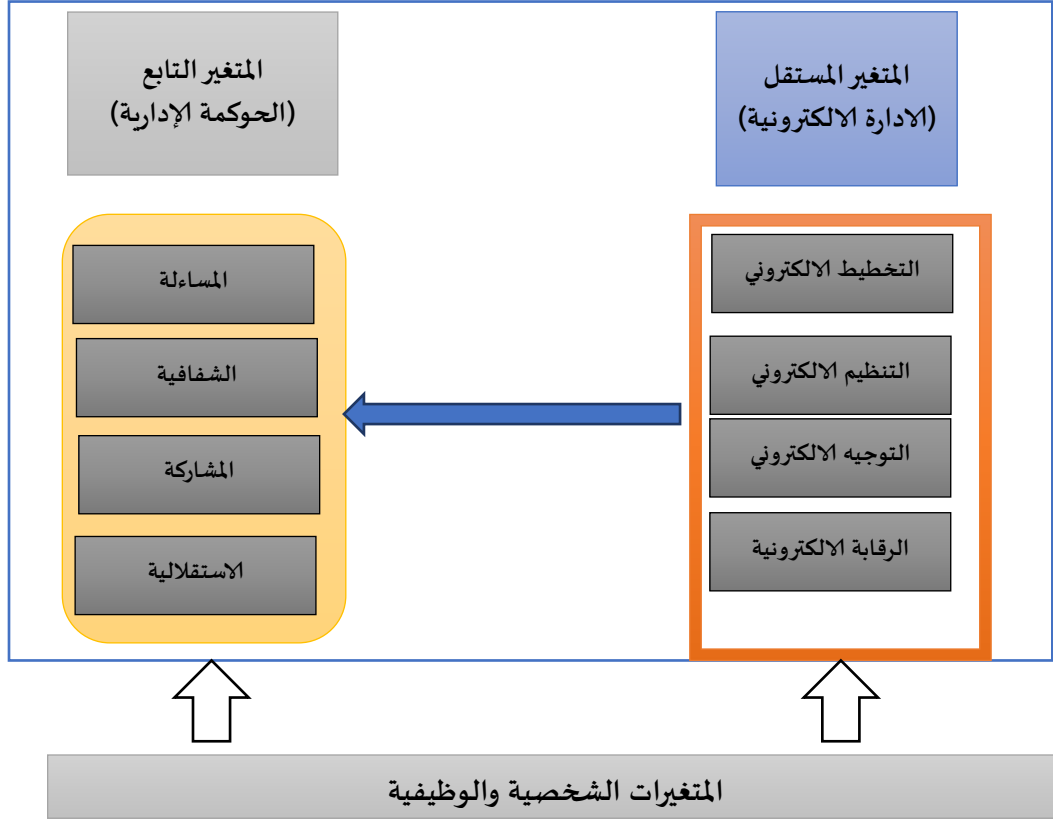 المتغير المستقل
(الادارة الالكترونية)
المتغير التابع
(الحوكمة الإدارية)
التخطيط الالكتروني
التنظيم الالكتروني
التوجيه الالكتروني
الرقابة الالكترونية
المساءلة
الشفافية
المشاركة
الاستقلالية
المتغيرات الشخصية والوظيفية